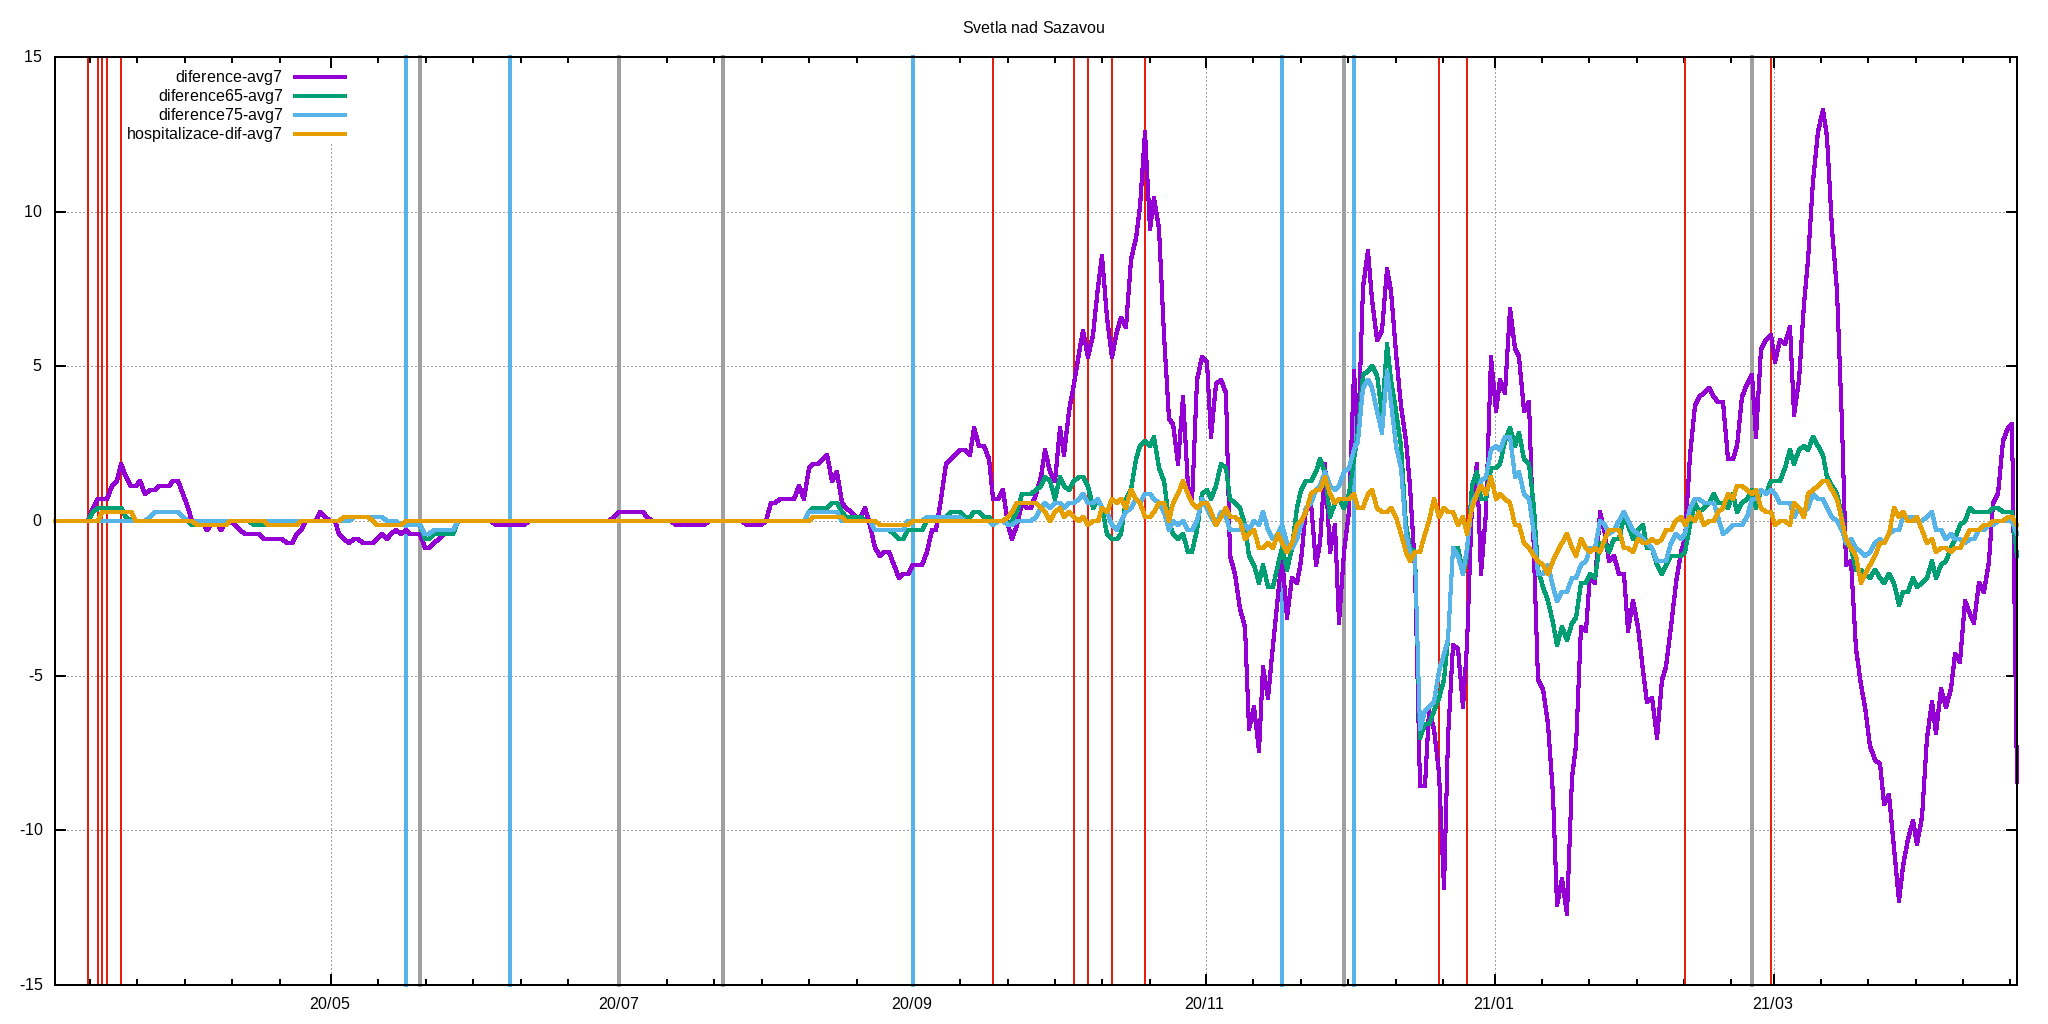 Svetla nad Sazavou
15
10
5
0
-5
-10
-15
diference-avg7
diference65-avg7
diference75-avg7
hospitalizace-dif-avg7
20/05
20/07
20/09
20/11
21/01
21/03